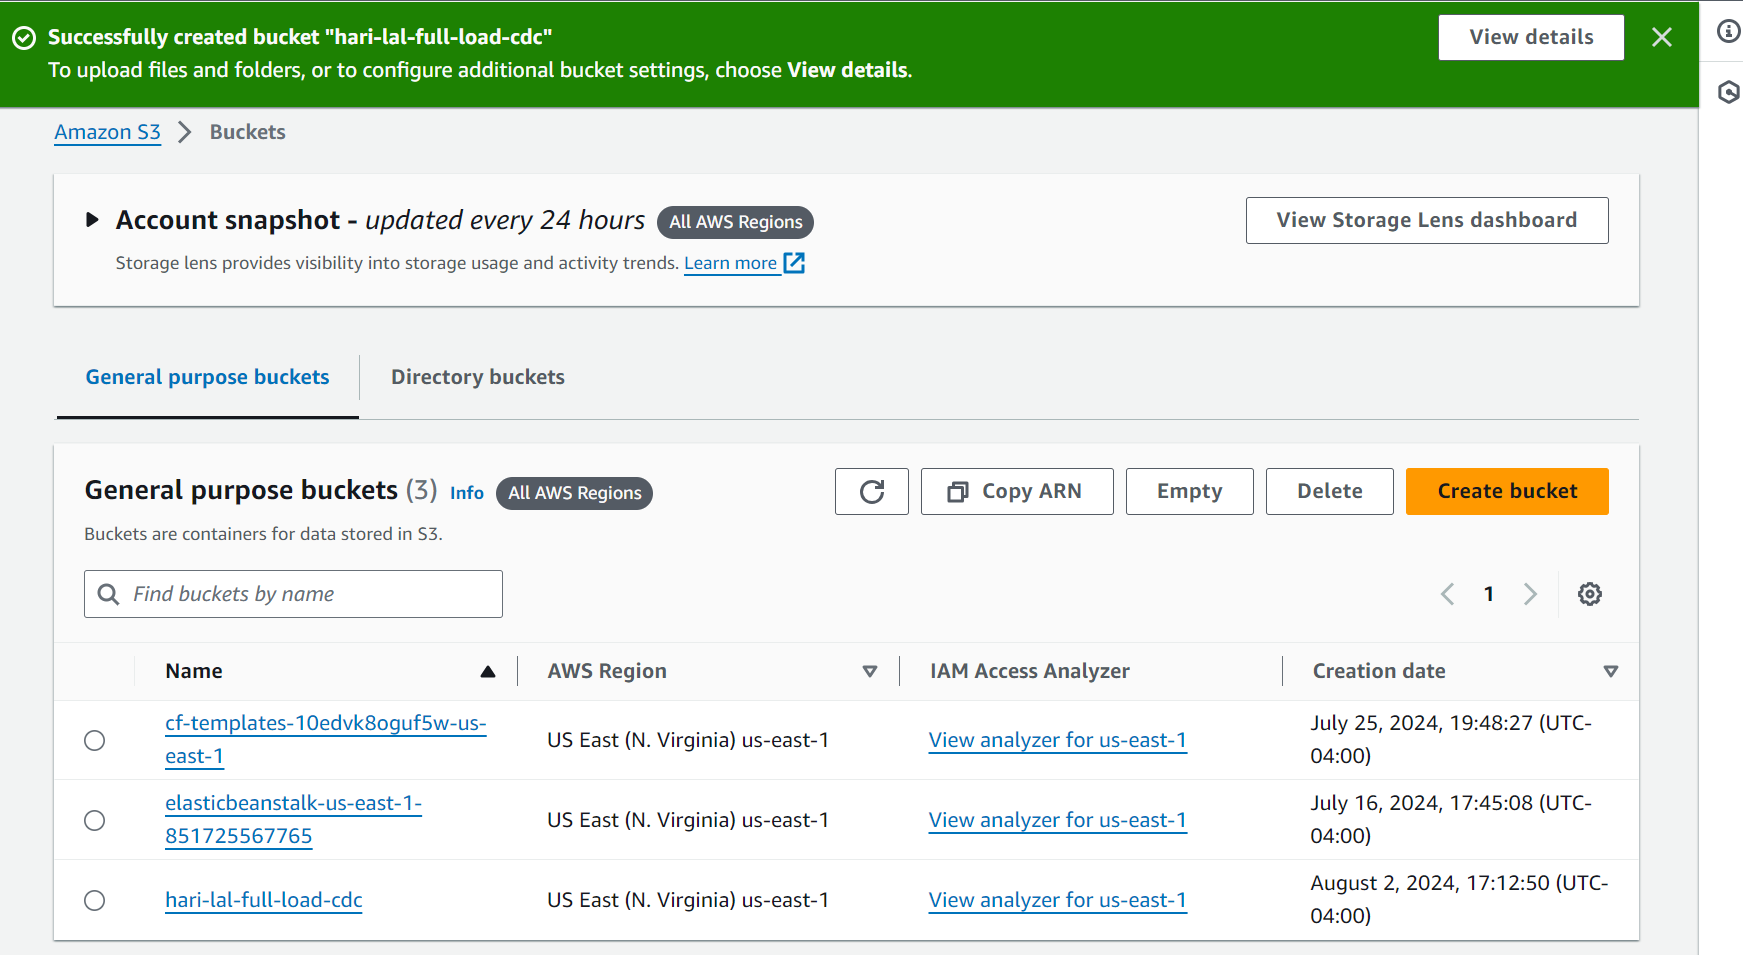 Successfully created bucket "hari-lal-full-load-cdc"
To upload files and folders, or to configure additional bucket settings, choose View details.
View details
Amazon S3 Buckets
Account snapshot - updated every 24 hours All AWS Regions
Storage lens provides visibility into storage usage and activity trends. Learn more
View Storage Lens dashboard
General purpose buckets
Directory buckets
General purpose buckets (3) Info All AWS Regions
Buckets are containers for data stored in S3.
Copy ARN
Empty
Delete
Create bucket
Find buckets by name
1
Name
AWS Region
IAM Access Analyzer
Creation date
cf-templates-10edvk8oguf5w-us-
east-1
US East (N. Virginia) us-east-1
View analyzer for us-east-1
July 25, 2024, 19:48:27 (UTC-
04:00)
elasticbeanstalk-us-east-1-
851725567765
US East (N. Virginia) us-east-1
View analyzer for us-east-1
July 16, 2024, 17:45:08 (UTC-
04:00)
hari-lal-full-load-cdc
US East (N. Virginia) us-east-1
View analyzer for us-east-1
August 2, 2024, 17:12:50 (UTC-
04:00)